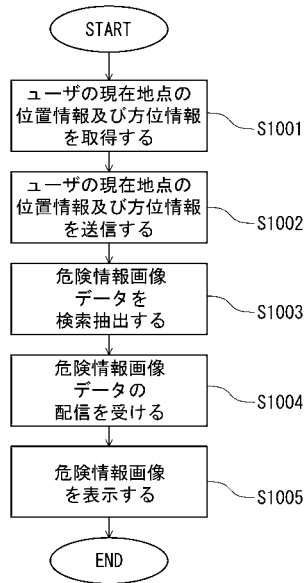 START
ユーザの現在地点の
位置情報及び方位情報
を取得する
S1001
ユーザの現在地点の
位置情報及び方位情報
を送信する
S1002
危険情報画像
データを
検索抽出する
S1003
危険情報画像
データの
配信を受ける
S1004
危険情報画像
を表示する
S1005
END